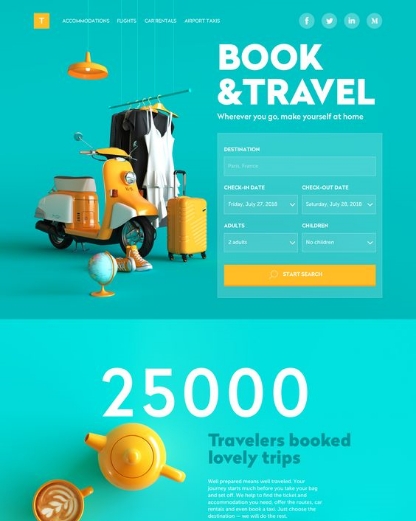 T ACCOMMODATIONS FLIGHTS CAR RENTALS AIRPORT TAXIS
BOOK
&TRAVEL
Wherever you go, make yourself at home
DESTINATION
Paris, France
CHECK-IN DATE CHECK-OUT DATE
Friday, July 27, 2018 Saturday, July 28, 2018
ADULTS CHILDREN
2 adults No children
START SEARCH
25000
Travelers booked
lovely trips
Well prepared means well traveled. Your
journey starts much before you take your bag
and set off. We help to find the ticket and
accommodation you need, offer the routes, car
rentals and even book a taxi. Just choose the
destination — we will do the rest.